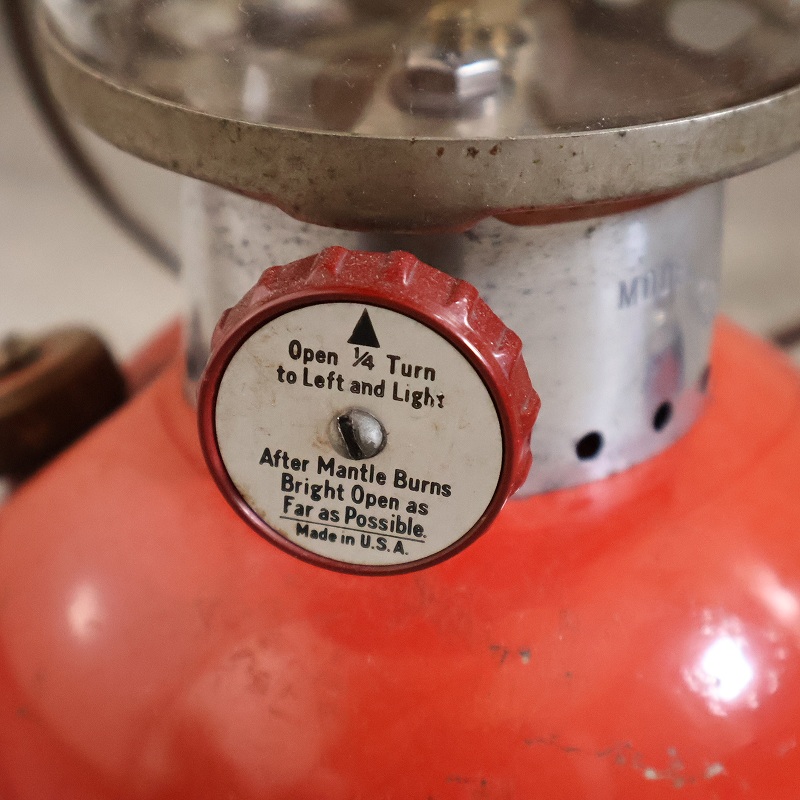 Open ¼ Turn
to Left and Light
After Mantle Burns
Bright Open as
Far as Possible.
Made in U.S.A.